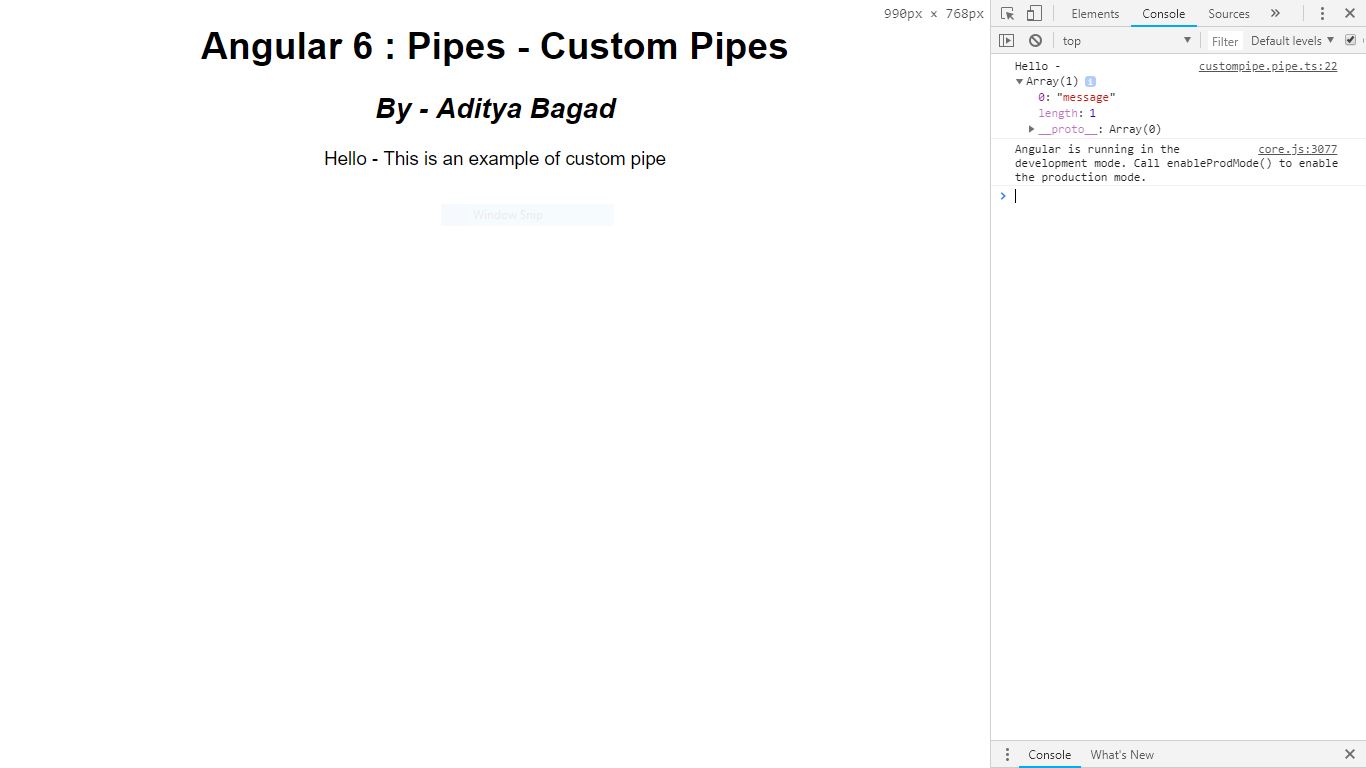 990px × 768px
Angular 6 : Pipes - Custom Pipes
By - Aditya Bagad
Hello - This is an example of custom pipe
Window Snip
Elements Console Sources »
top Filter Default levels
Hello - custompipe.pipe.ts:22
Array(1) i
0: "message"
length: 1
__proto__: Array(0)
Angular is running in the core.js:3077
development mode. Call enableProdMode() to enable
the production mode.
Console What's New